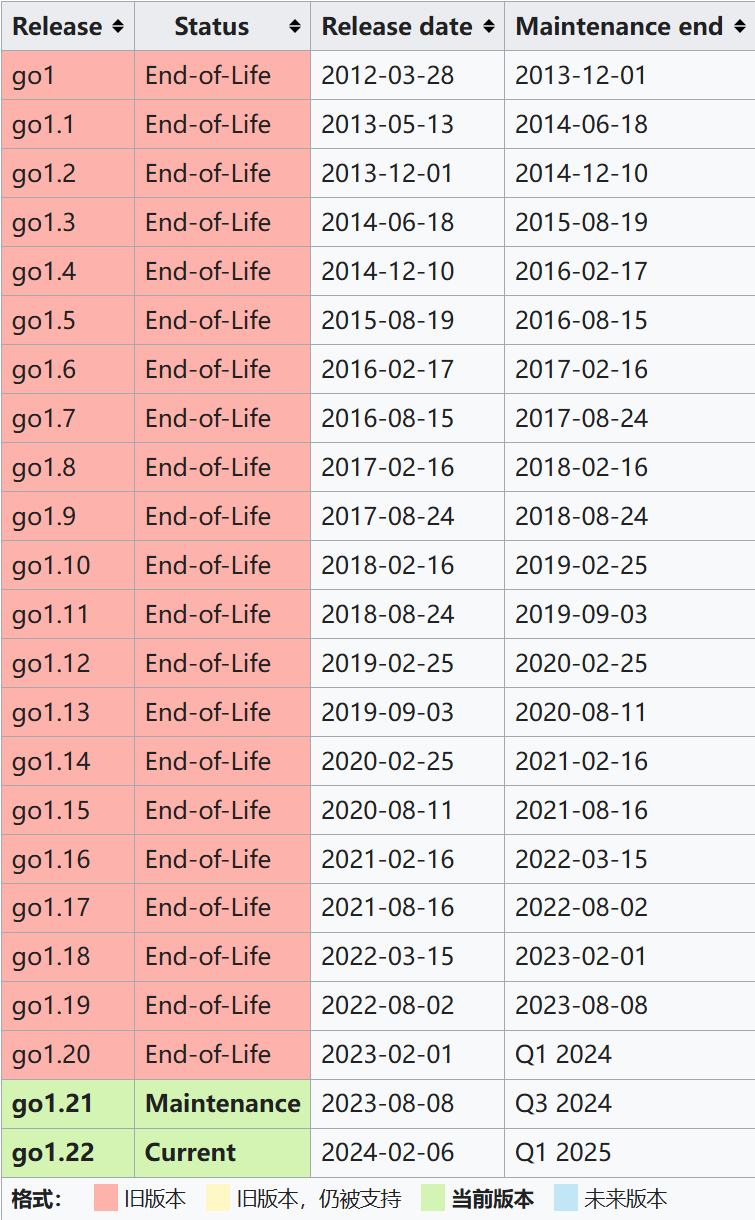 Release Status Release date Maintenance end
go1 End-of-Life 2012-03-28 2013-12-01
go1.1 End-of-Life 2013-05-13 2014-06-18
go1.2 End-of-Life 2013-12-01 2014-12-10
go1.3 End-of-Life 2014-06-18 2015-08-19
go1.4 End-of-Life 2014-12-10 2016-02-17
go1.5 End-of-Life 2015-08-19 2016-08-15
go1.6 End-of-Life 2016-02-17 2017-02-16
go1.7 End-of-Life 2016-08-15 2017-08-24
go1.8 End-of-Life 2017-02-16 2018-02-16
go1.9 End-of-Life 2017-08-24 2018-08-24
go1.10 End-of-Life 2018-02-16 2019-02-25
go1.11 End-of-Life 2018-08-24 2019-09-03
go1.12 End-of-Life 2019-02-25 2020-02-25
go1.13 End-of-Life 2019-09-03 2020-08-11
go1.14 End-of-Life 2020-02-25 2021-02-16
go1.15 End-of-Life 2020-08-11 2021-08-16
go1.16 End-of-Life 2021-02-16 2022-03-15
go1.17 End-of-Life 2021-08-16 2022-08-02
go1.18 End-of-Life 2022-03-15 2023-02-01
go1.19 End-of-Life 2022-08-02 2023-08-08
go1.20 End-of-Life 2023-02-01 Q1 2024
go1.21 Maintenance 2023-08-08 Q3 2024
go1.22 Current 2024-02-06 Q1 2025
格式： 旧版本 旧版本，仍被支持 当前版本 未来版本